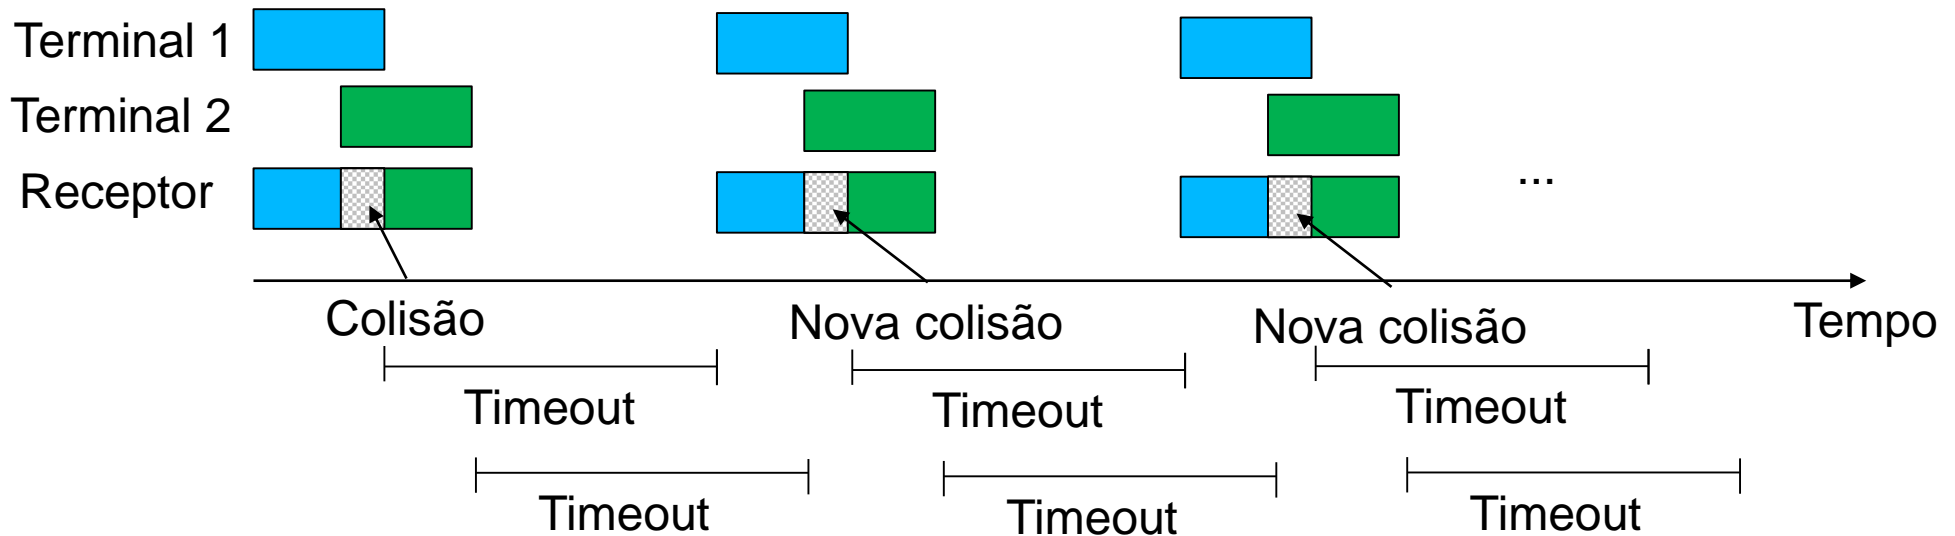 Terminal 1
Terminal 2
Receptor
...
Colisão
Nova colisão
Nova colisão
Tempo
Timeout
Timeout
Timeout
Timeout
Timeout
Timeout